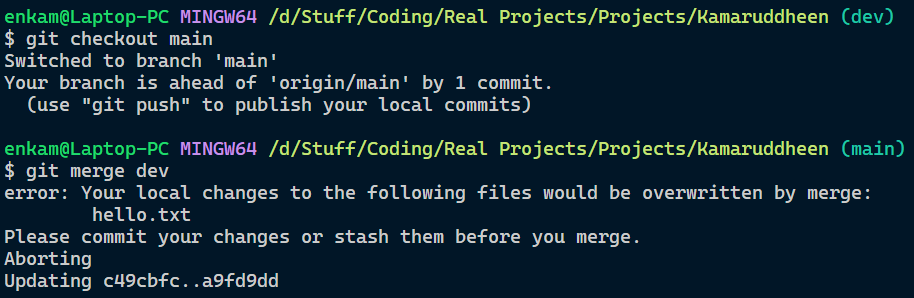 enkam@Laptop-PC MINGW64 /d/Stuff/Coding/Real Projects/Projects/Kamaruddheen (dev)
$ git checkout main
Switched to branch 'main'
Your branch is ahead of 'origin/main' by 1 commit.
  (use "git push" to publish your local commits)

enkam@Laptop-PC MINGW64 /d/Stuff/Coding/Real Projects/Projects/Kamaruddheen (main)
$ git merge dev
error: Your local changes to the following files would be overwritten by merge:
        hello.txt
Please commit your changes or stash them before you merge.
Aborting
Updating c49cbfc..a9fd9dd